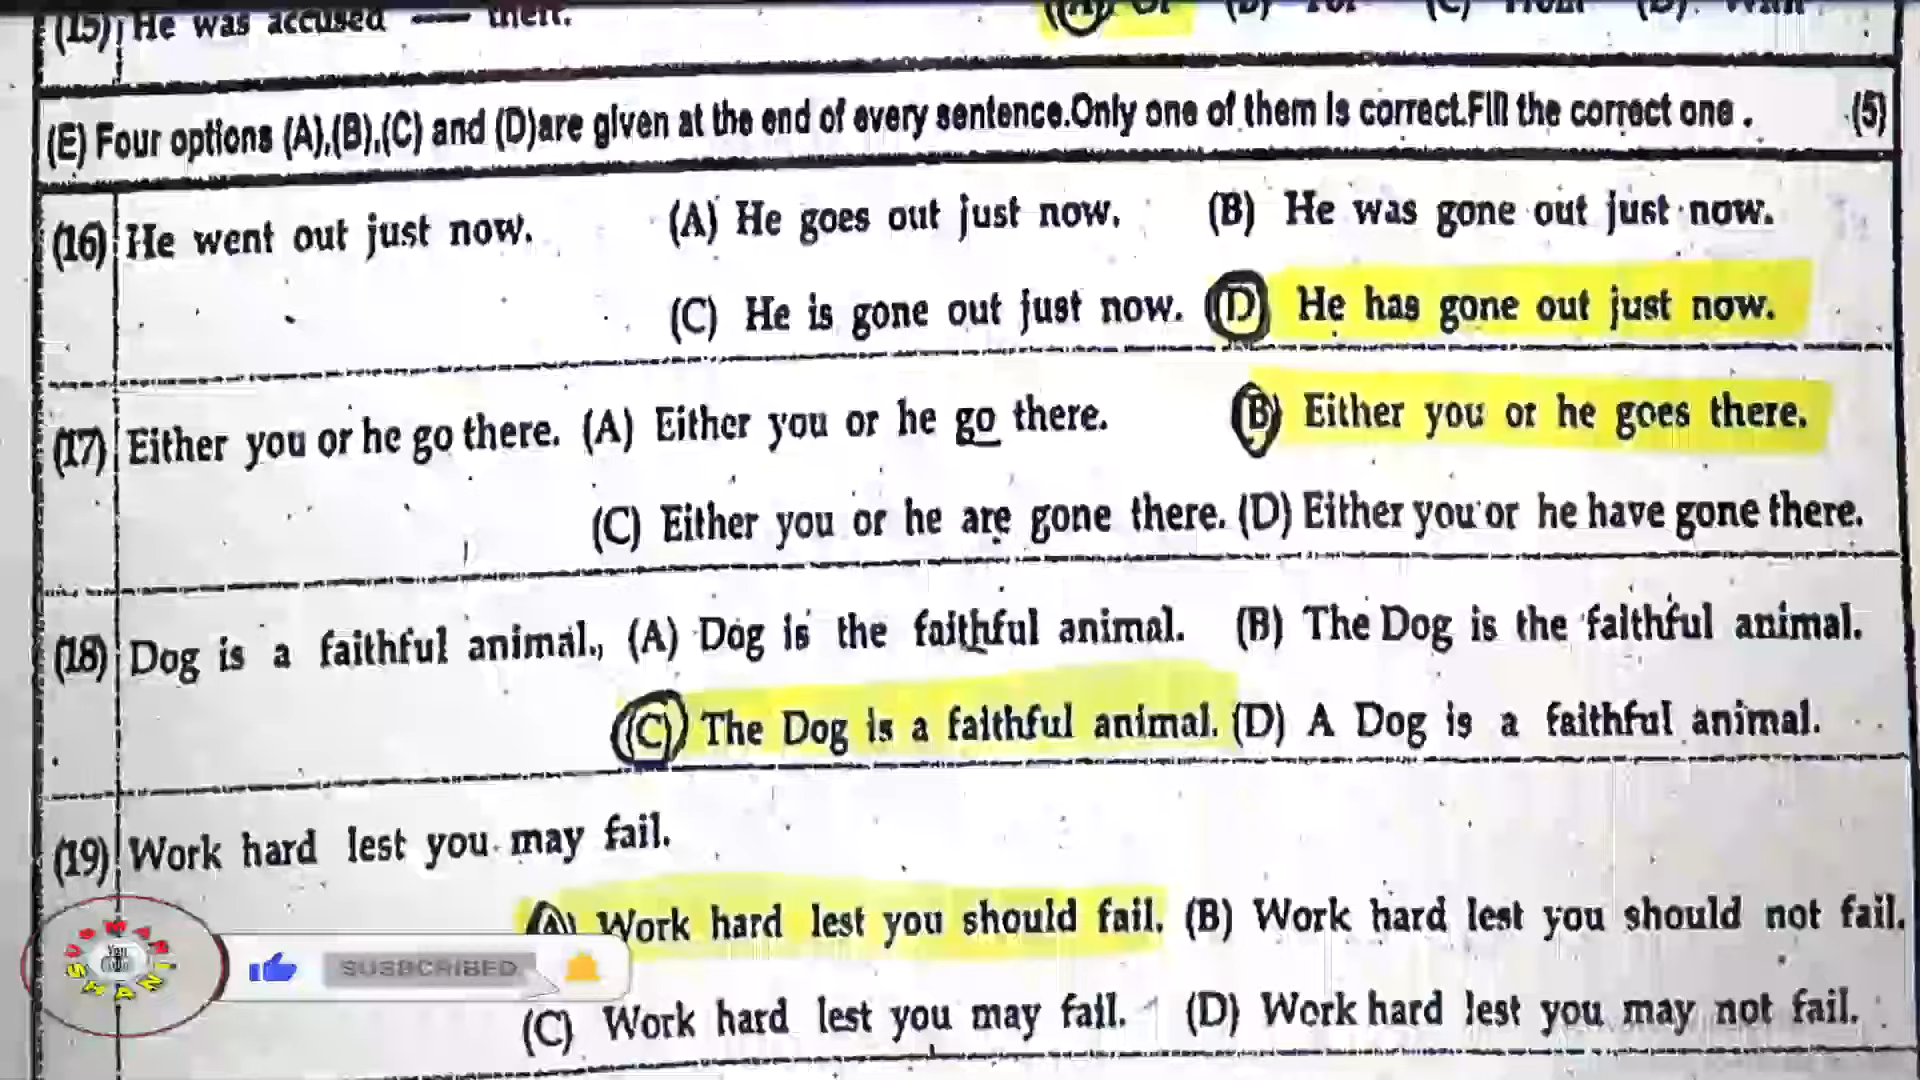 (15) He was accused — theft. (A) Of (B) For (C) From (D). With
(E) Four options (A),(B),(C) and (D)are given at the end of every sentence.Only one of them is correct.Fill the correct one . (5)
(16) He went out just now. (A) He goes out just now. (B) He was gone out just now.
(C) He is gone out just now. (D) He has gone out just now.
(17) Either you or he go there. (A) Either you or he go there. (B) Either you or he goes there.
(C) Either you or he are gone there. (D) Either you or he have gone there.
(18) Dog is a faithful animal., (A) Dog is the faithful animal. (B) The Dog is the faithful animal.
(C) The Dog is a faithful animal. (D) A Dog is a faithful animal.
(19) Work hard lest you may fail.
(A) Work hard lest you should fail. (B) Work hard lest you should not fail.
SUSBCRIBED
(C) Work hard lest you may fail. (D) Work hard lest you may not fail.